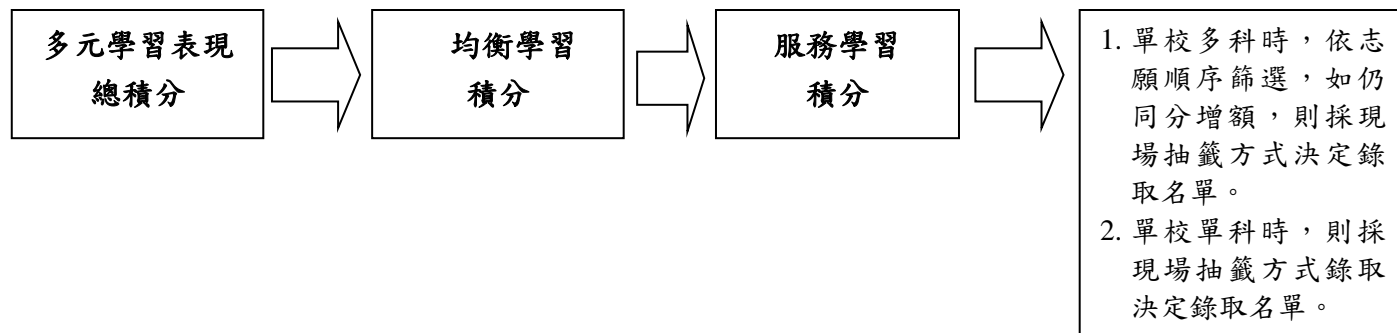 多元學習表現
總積分
均衡學習
積分
服務學習
積分
1. 單校多科時，依志
願順序篩選，如仍
同分增額，則採現
場抽籤方式決定錄
取名單。
2. 單校單科時，則採
現場抽籤方式錄取
決定錄取名單。